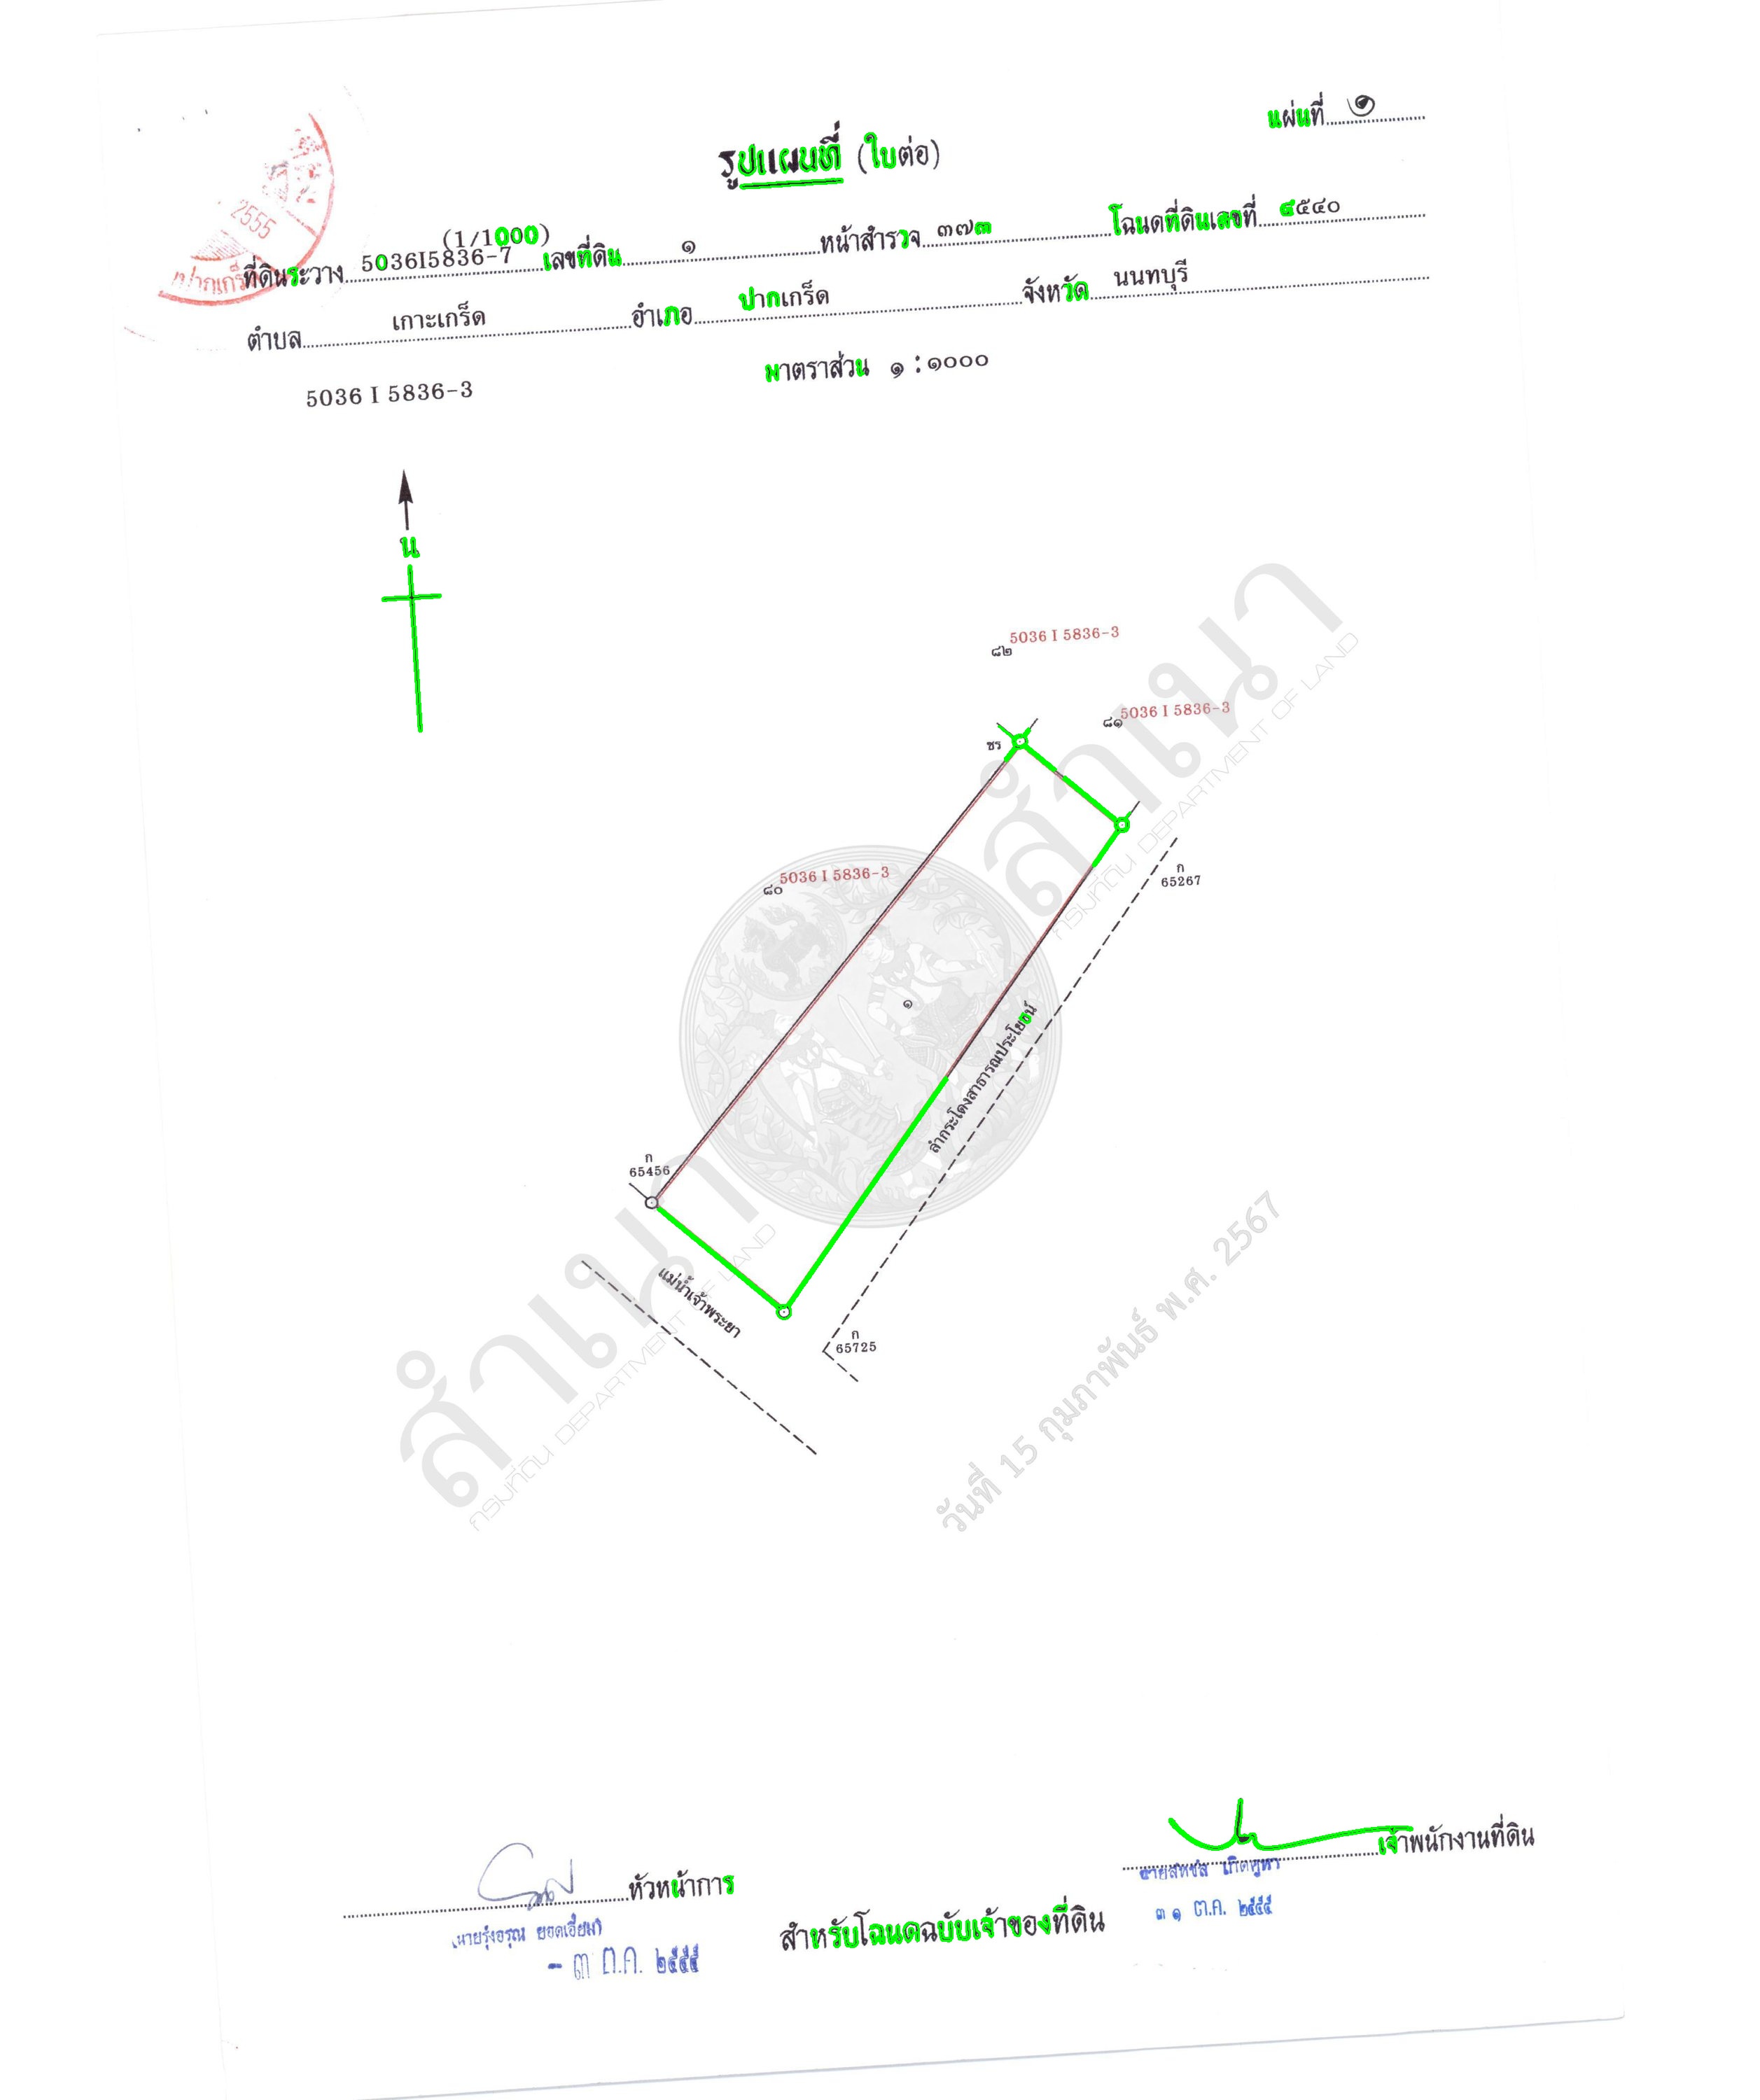 แผ่นที่ ๑
รูปแผนที่ (ใบต่อ)
2555
ปากเกร็ด
(1/1000)
ที่ดินระวาง 5036I5836-7 เลขที่ดิน ๑ หน้าสำรวจ ๓๗๓ โฉนดที่ดินเลขที่ ๘๕๔๐
ตำบล เกาะเกร็ด อำเภอ ปากเกร็ด จังหวัด นนทบุรี
มาตราส่วน ๑ : ๑๐๐๐
5036 I 5836-3
น
5036 I 5836-3
๘๒
5036 I 5836-3
๘๑
ชร
ก
65267
5036 I 5836-3
๘๐
๑
ลำกระโดงสาธารณประโยชน์
ก
65456
แม่น้ำเจ้าพระยา
ก
65725
สำเนา
กรมที่ดิน DEPARTMENT OF LAND
สำเนา
กรมที่ดิน DEPARTMENT OF LAND
วันที่ 15 กุมภาพันธ์ พ.ศ. 2567
เจ้าพนักงานที่ดิน
๓ ๑ ต.ค. ๒๕๕๕
หัวหน้าการ
(นายรุ่งอรุณ ยอดเอี่ยม)
- ๓ ต.ค. ๒๕๕๕
สำหรับโฉนดฉบับเจ้าของที่ดิน